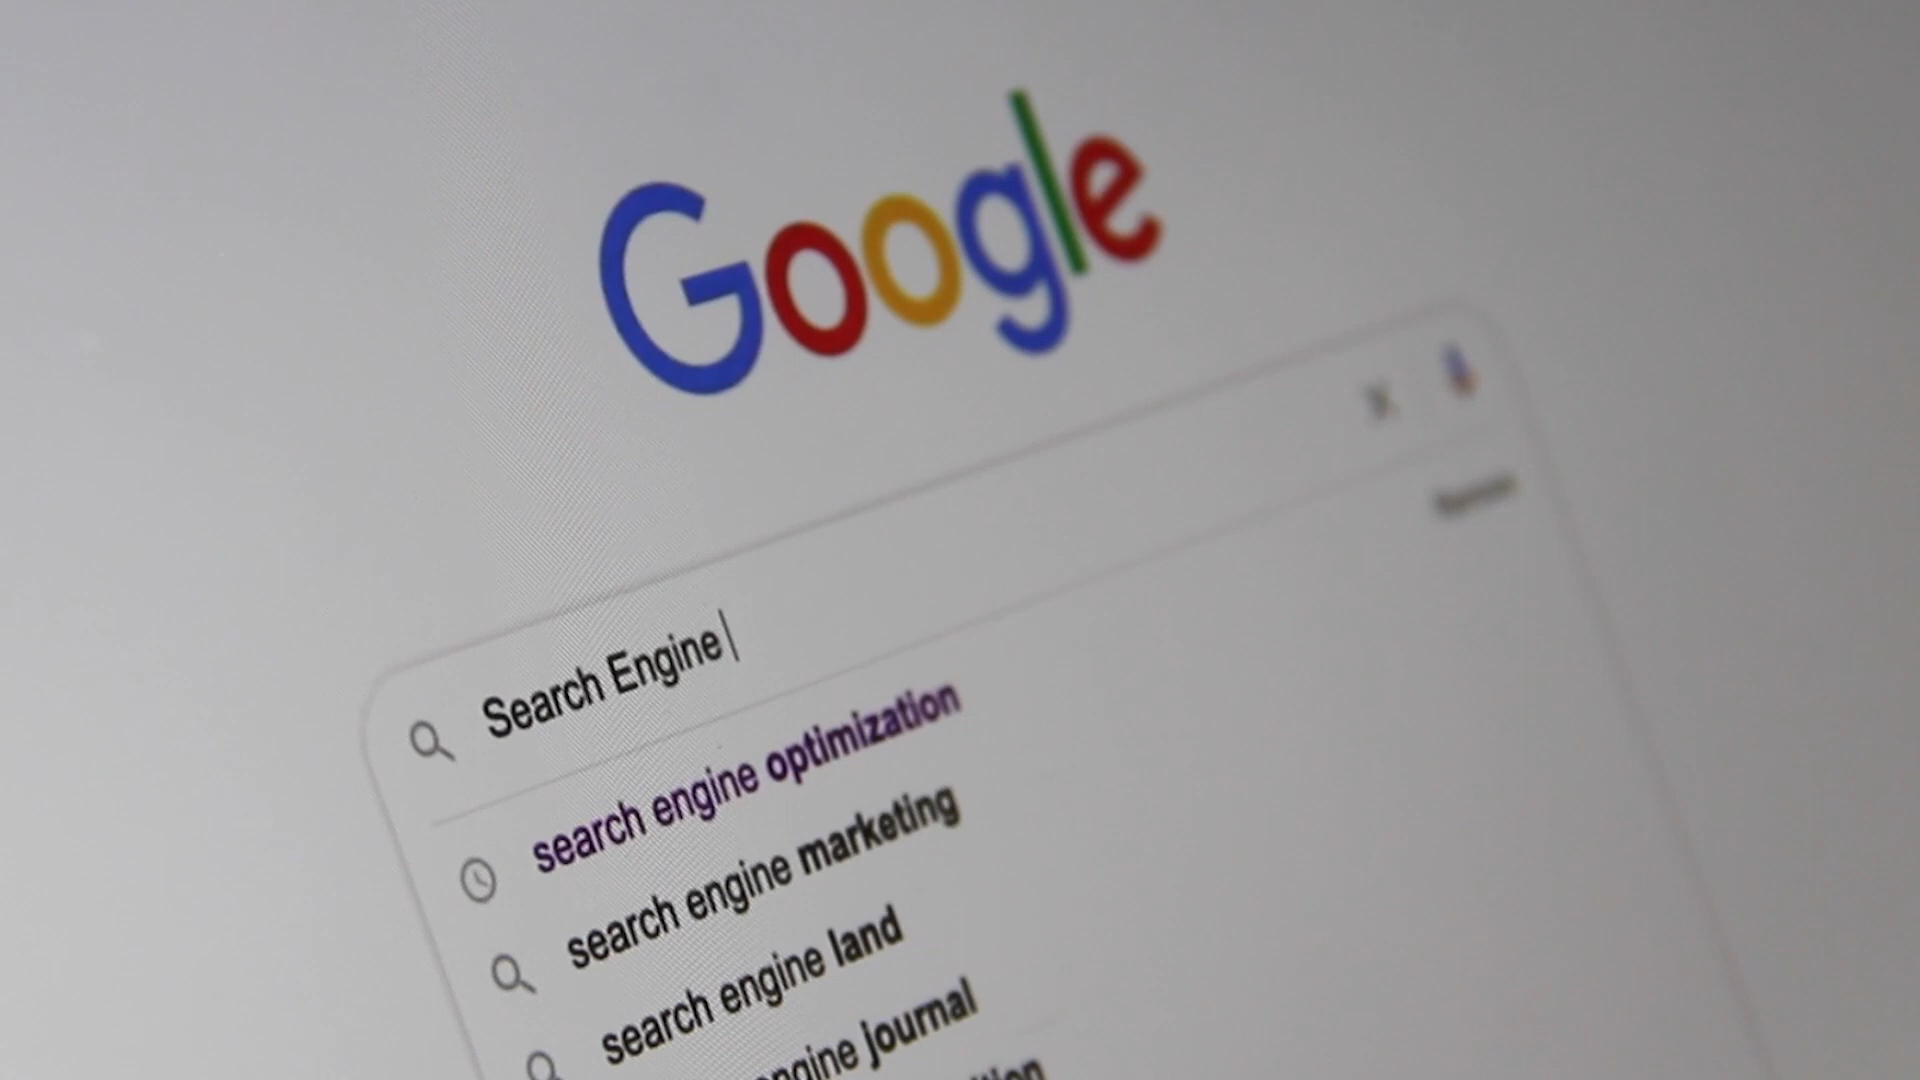 Google
Search Engine
search engine optimization
search engine marketing
search engine land
engine journal